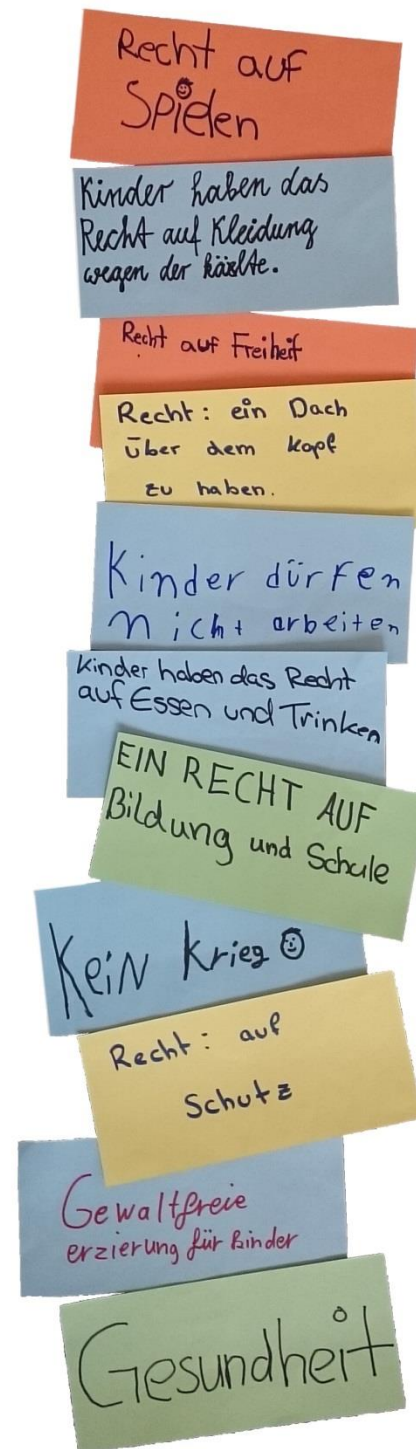 Recht auf
Spielen
Kinder haben das
Recht auf Kleidung
wegen der käelte.
Recht auf Freiheit
Recht: ein Dach
über dem kopf
zu haben.
Kinder dürfen
nicht arbeiten
kinder haben das Recht
auf Essen und Trinken
EIN RECHT AUF
Bildung und Schule
KeiN krieg
Recht: auf
Schutz
Gewaltfreie
erzierung für Binder
Gesundheit